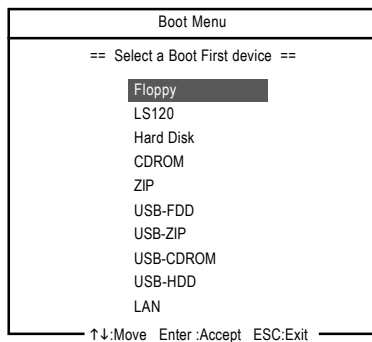 Boot Menu
== Select a Boot First device ==
Floppy
LS120
Hard Disk
CDROM
ZIP
USB-FDD
USB-ZIP
USB-CDROM
USB-HDD
LAN
↑↓:Move Enter :Accept ESC:Exit